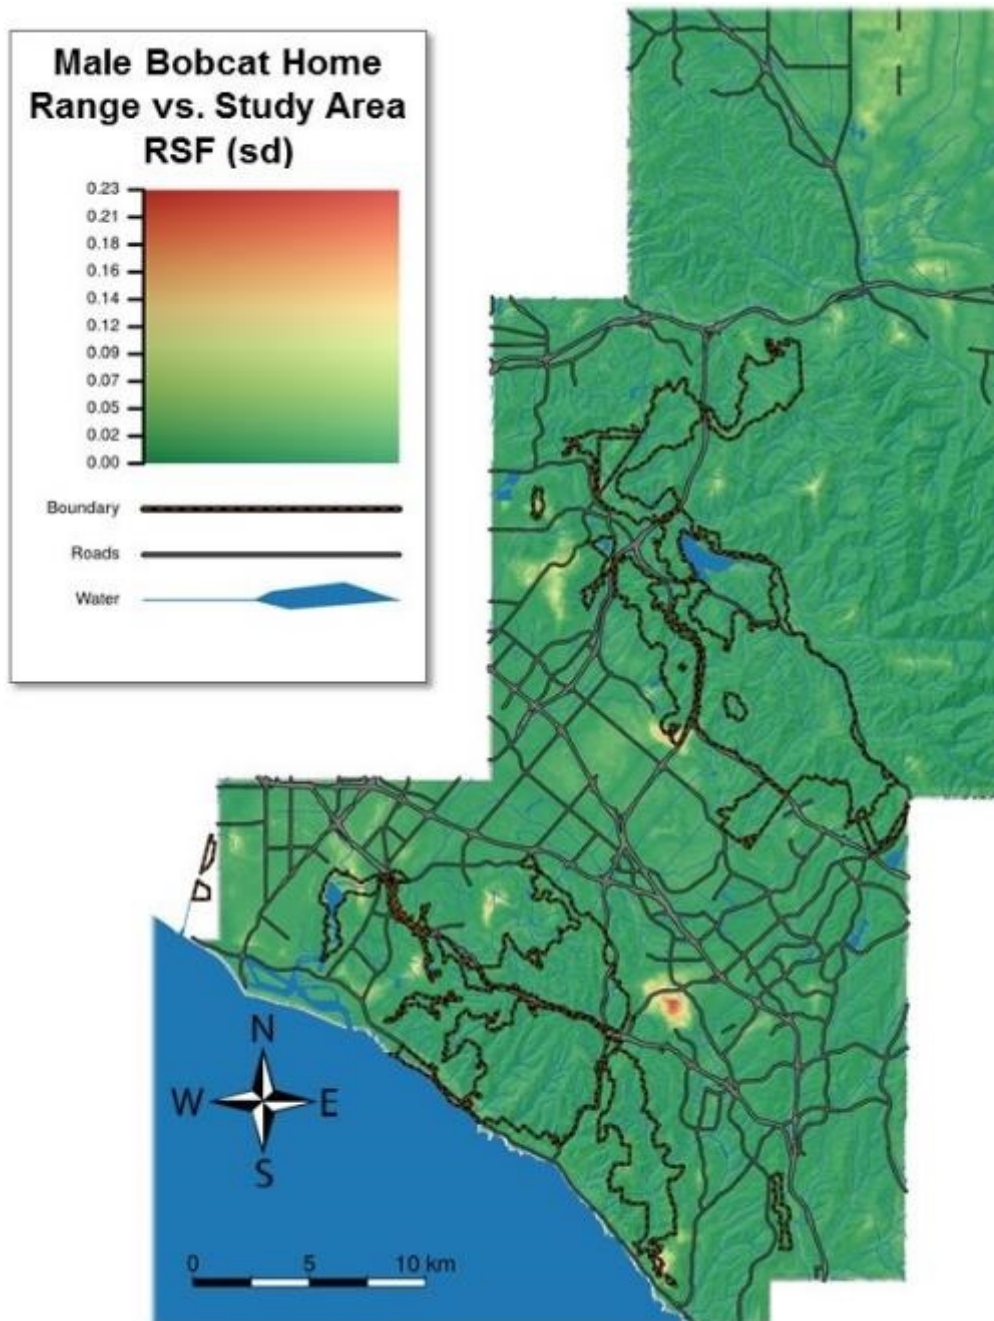 Male Bobcat Home
Range vs. Study Area
RSF (sd)
0.23
0.21
0.18
0.16
0.14
0.12
0.09
0.07
0.05
0.02
0.00
Boundary
Roads
Water
N
W E
S
0 5 10 km